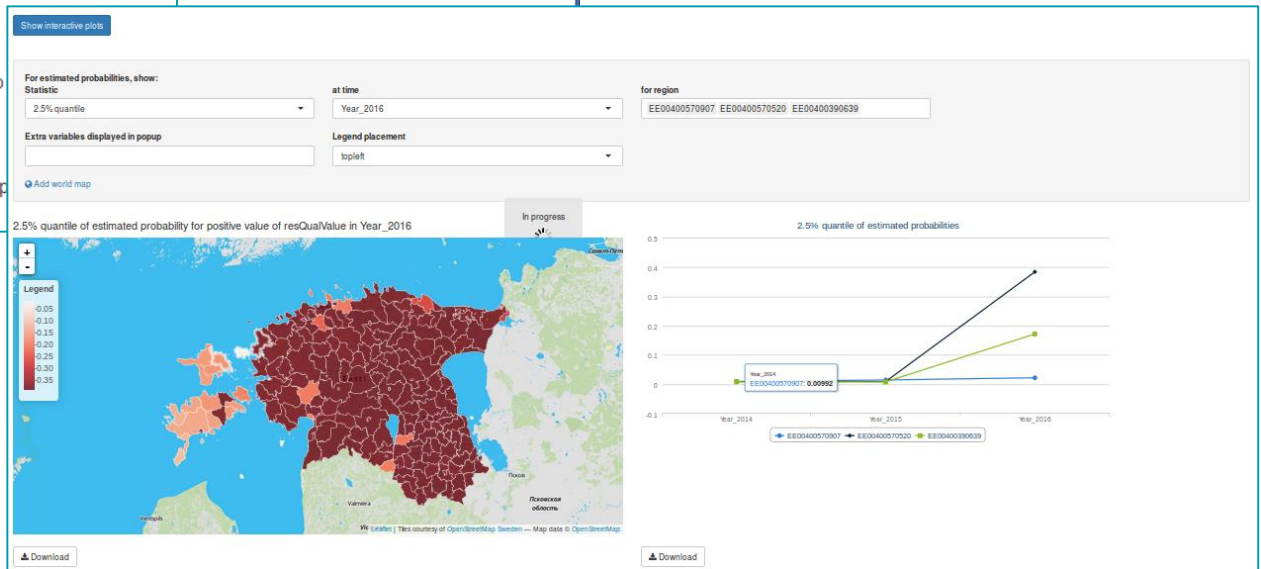 Show interactive plots
For estimated probabilities, show:
Statistic
at time
for region
2.5% quantile
Year_2016
EE00400570907 EE00400570520 EE00400390639
Extra variables displayed in popup
Legend placement
topleft
Add world map
In progress
2.5% quantile of estimated probability for positive value of resQualValue in Year_2016
+
-
Legend
0.05
0.10
0.15
0.20
0.25
0.30
0.35
Eesti
Псков
Псковская
область
Valmiera
Ventspils
Leaflet | Tiles courtesy of OpenStreetMap Sweden — Map data © OpenStreetMap
2.5% quantile of estimated probabilities
0.5
0.4
0.3
0.2
0.1
0
-0.1
Year_2014
EE00400570907: 0.00992
Year_2014
Year_2015
Year_2016
EE00400570907 EE00400570520 EE00400390639
Download
Download